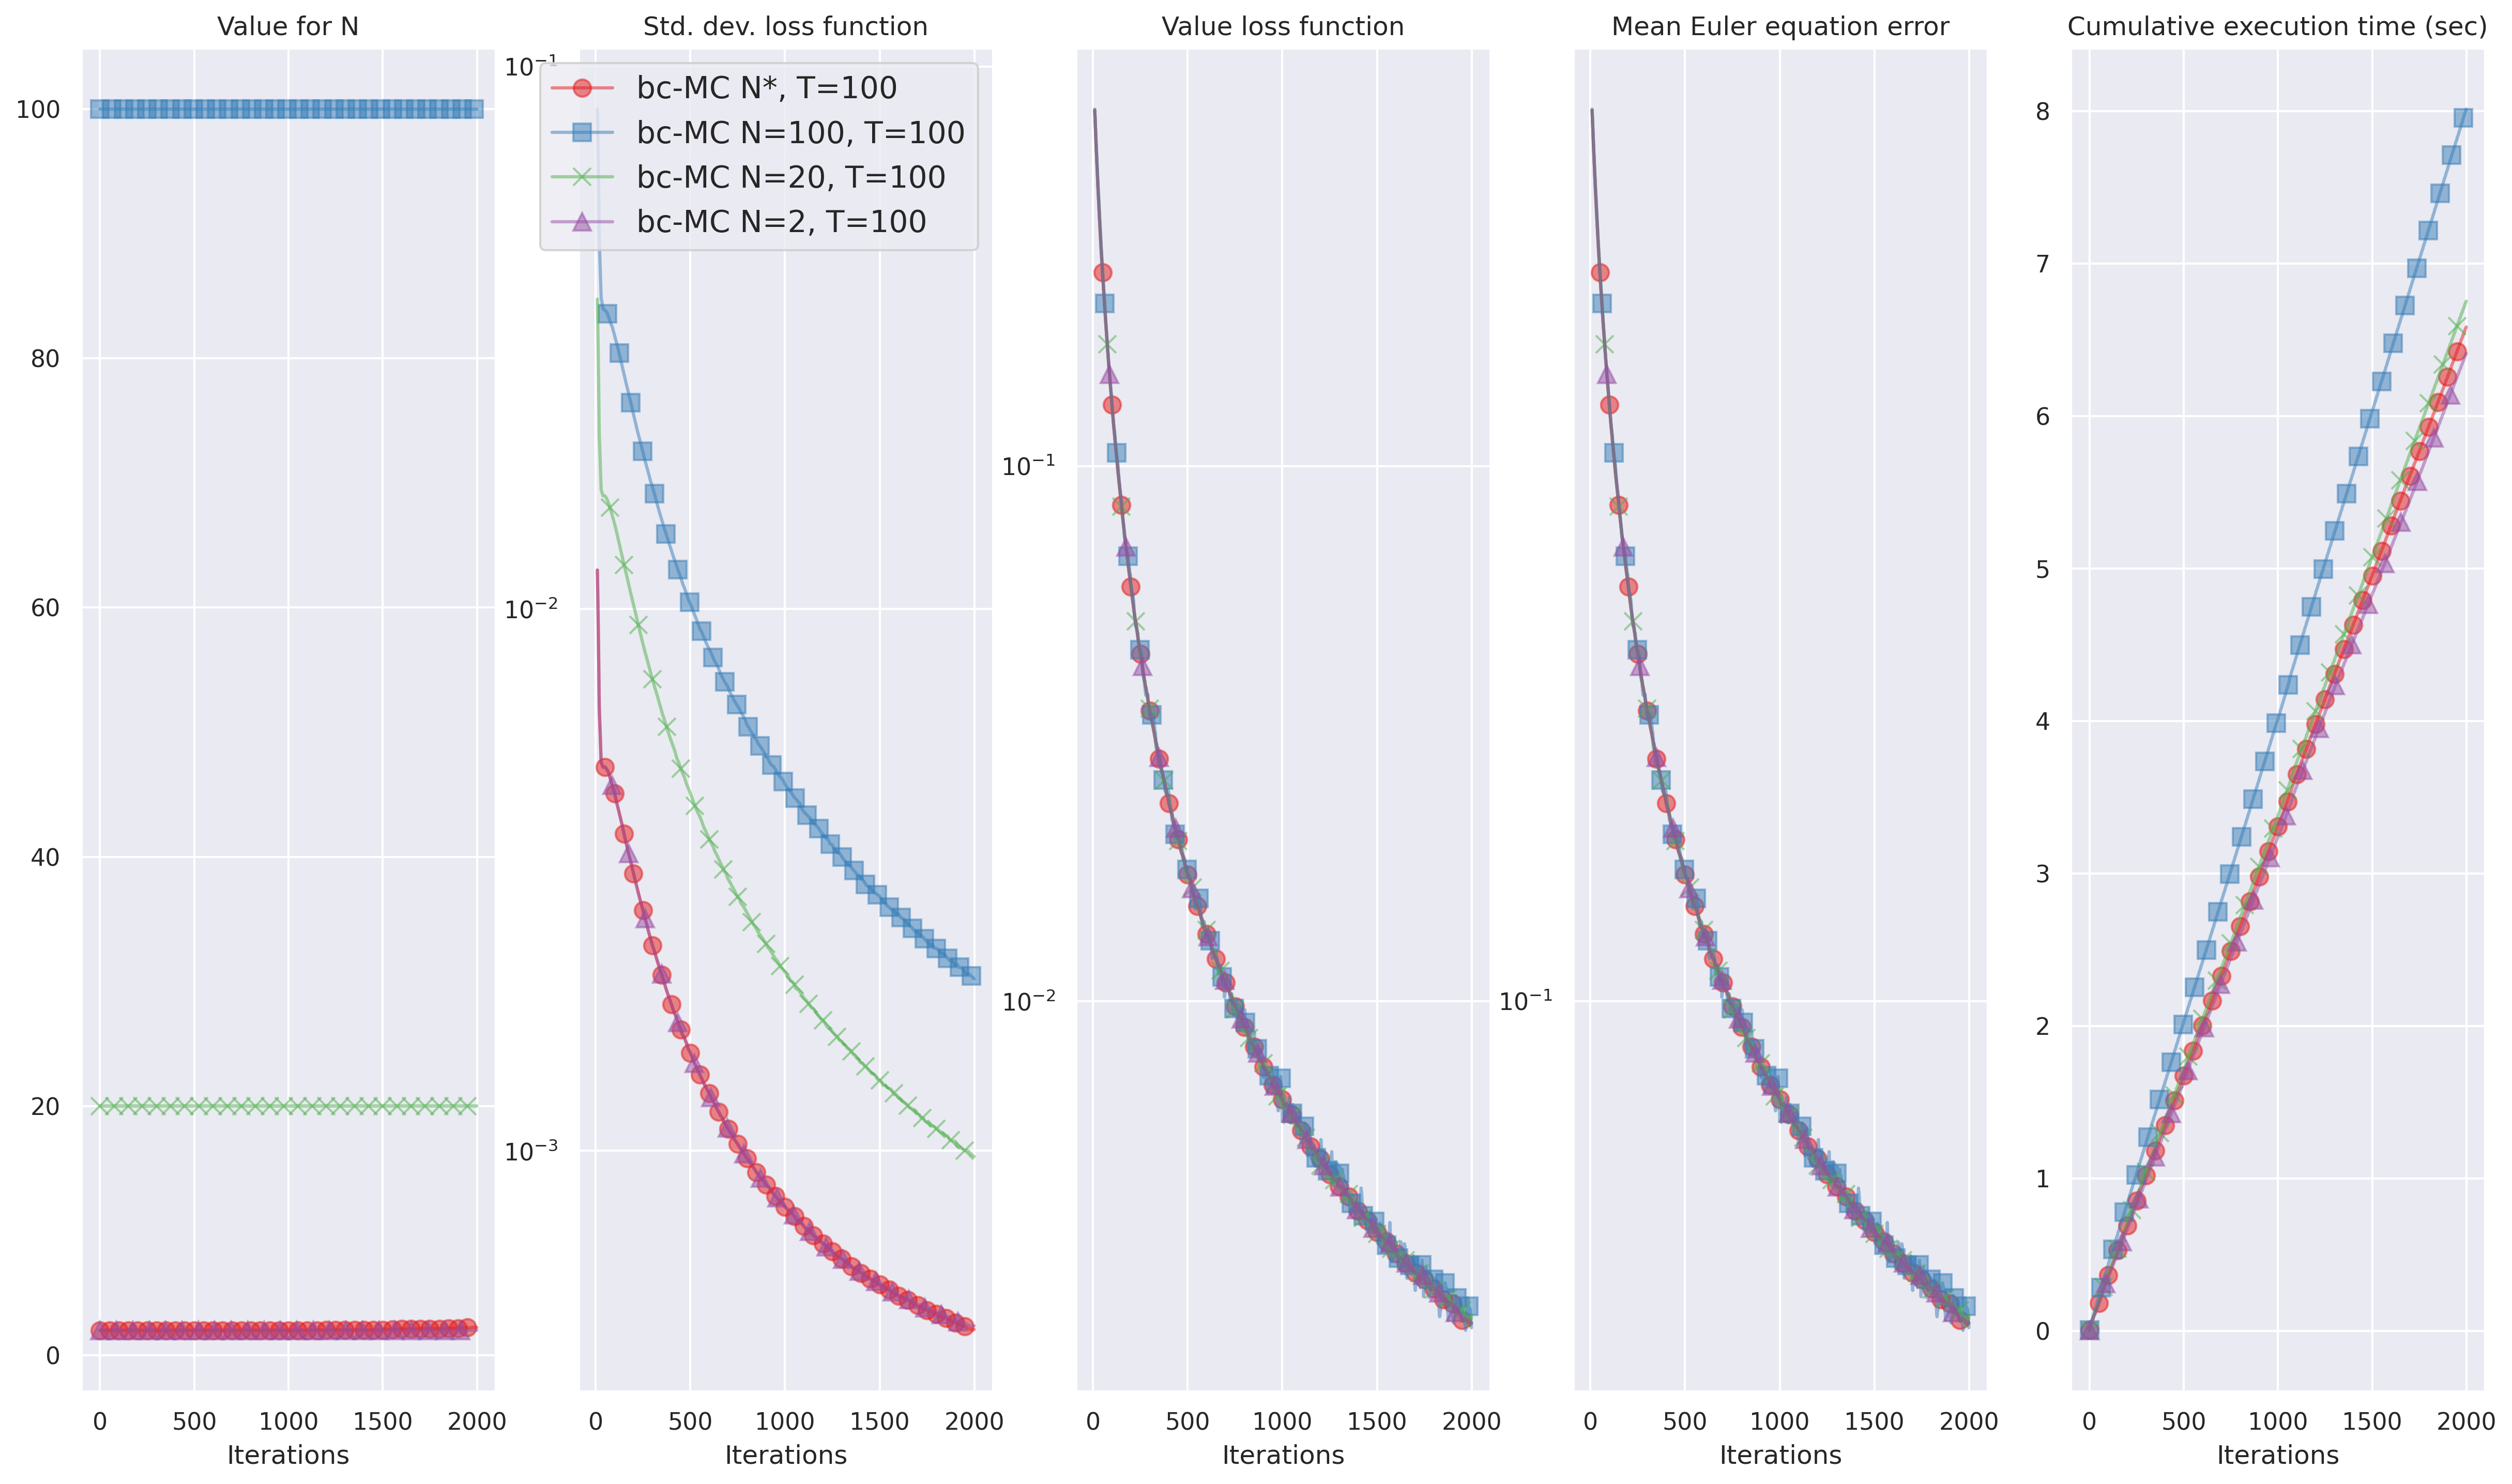 Value for N
100
80
60
40
20
0
0 500 1000 1500 2000
Iterations
Std. dev. loss function
10⁻¹
10⁻²
10⁻³
bc-MC N*, T=100
bc-MC N=100, T=100
bc-MC N=20, T=100
bc-MC N=2, T=100
0 500 1000 1500 2000
Iterations
Value loss function
10⁻¹
10⁻²
0 500 1000 1500 2000
Iterations
Mean Euler equation error
10⁻¹
0 500 1000 1500 2000
Iterations
Cumulative execution time (sec)
8
7
6
5
4
3
2
1
0
0 500 1000 1500 2000
Iterations